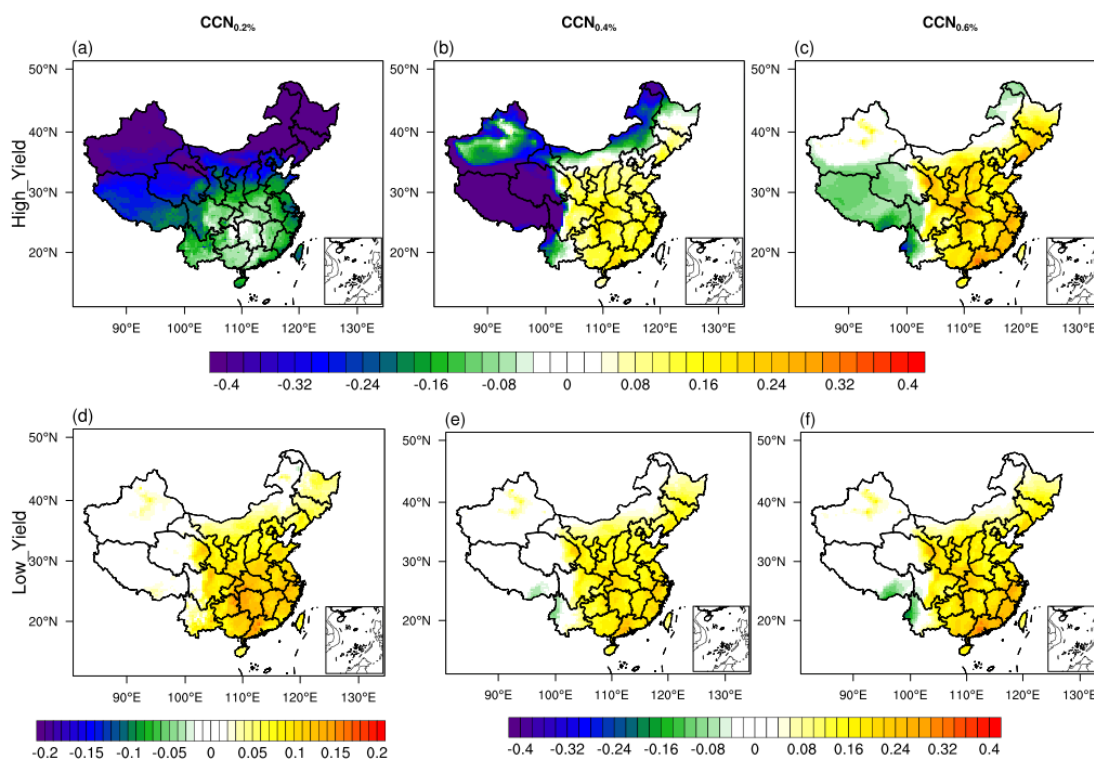 CCN0.2% CCN0.4% CCN0.6%
(a) (b) (c)
High_Yield
50°N 50°N 50°N
40°N 40°N 40°N
30°N 30°N 30°N
20°N 20°N 20°N
90°E 100°E 110°E 120°E 130°E 90°E 100°E 110°E 120°E 130°E 90°E 100°E 110°E 120°E 130°E
-0.4 -0.32 -0.24 -0.16 -0.08 0 0.08 0.16 0.24 0.32 0.4
(d) (e) (f)
Low_Yield
50°N 50°N 50°N
40°N 40°N 40°N
30°N 30°N 30°N
20°N 20°N 20°N
90°E 100°E 110°E 120°E 130°E 90°E 100°E 110°E 120°E 130°E 90°E 100°E 110°E 120°E 130°E
-0.2 -0.15 -0.1 -0.05 0 0.05 0.1 0.15 0.2 -0.4 -0.32 -0.24 -0.16 -0.08 0 0.08 0.16 0.24 0.32 0.4